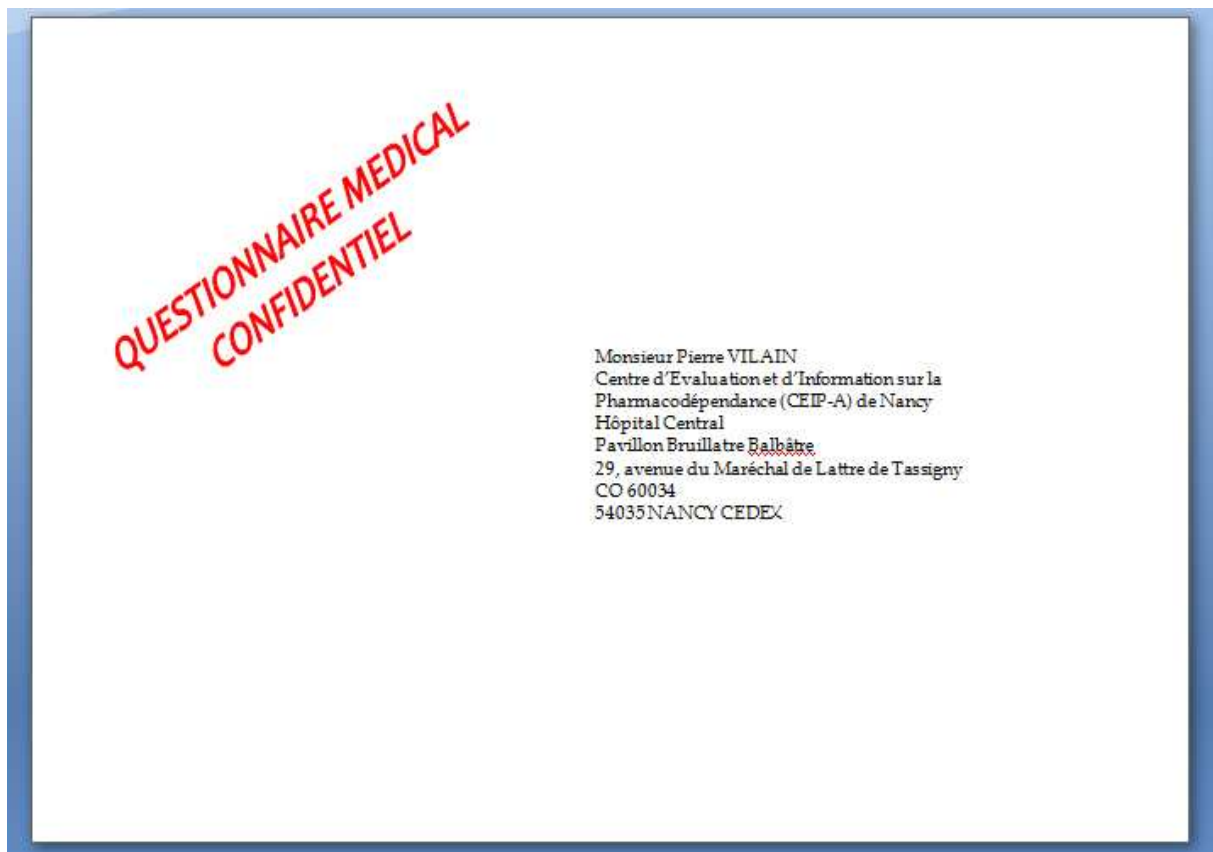 QUESTIONNAIRE MEDICAL
CONFIDENTIEL
Monsieur Pierre VILAIN
Centre d'Evaluation et d'Information sur la
Pharmacodépendance (CEIP-A) de Nancy
Hôpital Central
Pavillon Bruillatre Balbâtre
29, avenue du Maréchal de Lattre de Tassigny
CO 60034
54035 NANCY CEDEX